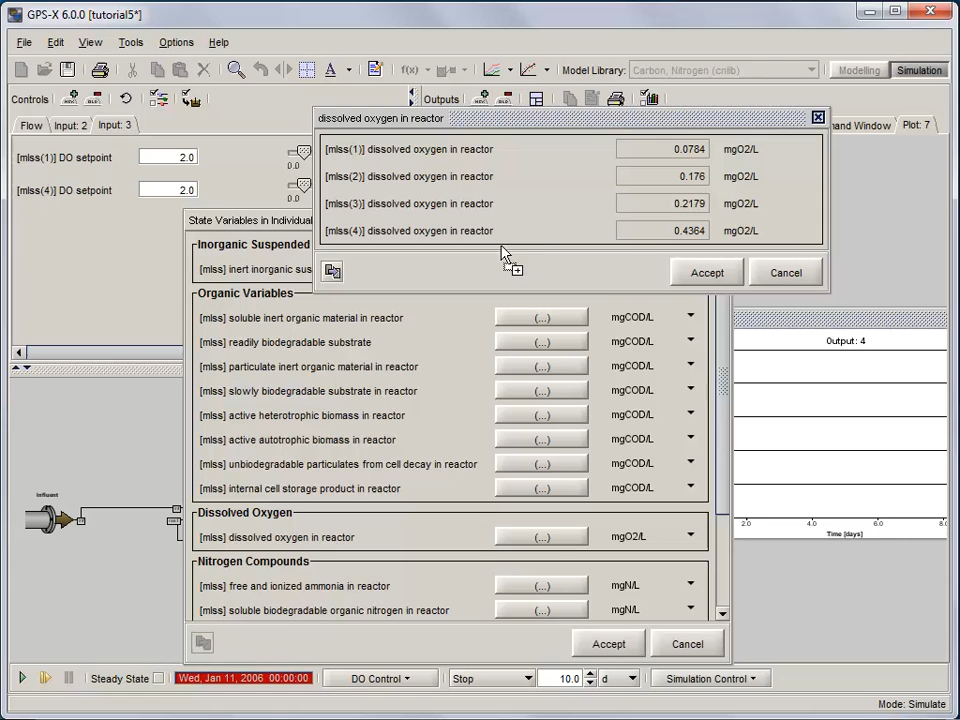 GPS-X 6.0.0 [tutorial5*]
File Edit View Tools Options Help
A f(x) Model Library: Carbon, Nitrogen (cnlib) Modelling Simulation
Controls Outputs
Flow Input: 2 Input: 3
mand Window Plot: 7
dissolved oxygen in reactor
[mlss(1)] dissolved oxygen in reactor 0.0784 mgO2/L
[mlss(2)] dissolved oxygen in reactor 0.176 mgO2/L
[mlss(3)] dissolved oxygen in reactor 0.2179 mgO2/L
[mlss(4)] dissolved oxygen in reactor 0.4364 mgO2/L
Accept Cancel
[mlss(1)] DO setpoint 2.0
0.0
[mlss(4)] DO setpoint 2.0
0.0
State Variables in Individual
Inorganic Suspended
[mlss] inert inorganic sus
Organic Variables
[mlss] soluble inert organic material in reactor (...) mgCOD/L
[mlss] readily biodegradable substrate (...) mgCOD/L
[mlss] particulate inert organic material in reactor (...) mgCOD/L
[mlss] slowly biodegradable substrate in reactor (...) mgCOD/L
[mlss] active heterotrophic biomass in reactor (...) mgCOD/L
[mlss] active autotrophic biomass in reactor (...) mgCOD/L
[mlss] unbiodegradable particulates from cell decay in reactor (...) mgCOD/L
[mlss] internal cell storage product in reactor (...) mgCOD/L
Dissolved Oxygen
[mlss] dissolved oxygen in reactor (...) mgO2/L
Nitrogen Compounds
[mlss] free and ionized ammonia in reactor (...) mgN/L
[mlss] soluble biodegradable organic nitrogen in reactor (...) mgN/L
Accept Cancel
Influent
Output: 4
2.0 4.0 6.0 8.0
Time [days]
Steady State Wed, Jan 11, 2006 00:00:00 DO Control Stop 10.0 d Simulation Control
Mode: Simulate